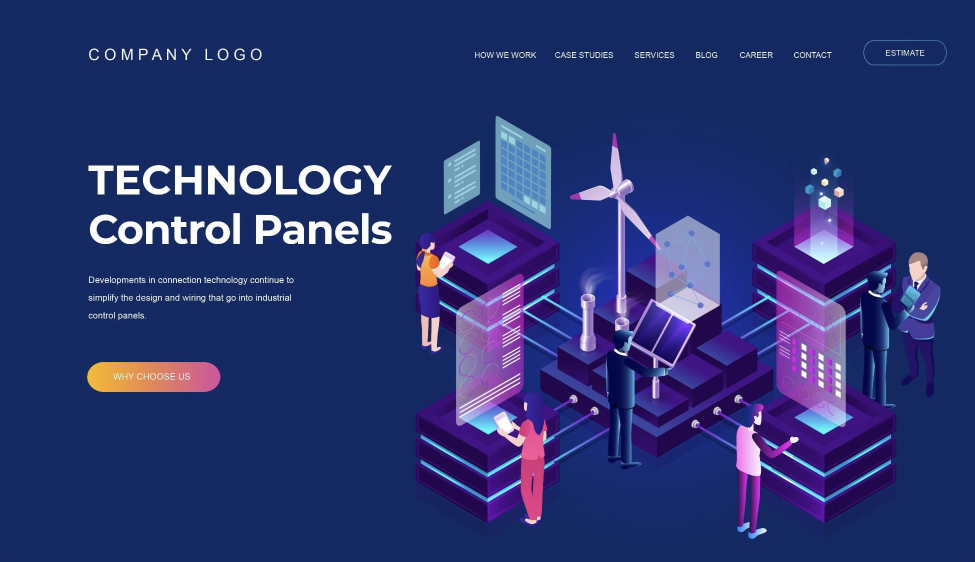 COMPANY LOGO
HOW WE WORK CASE STUDIES SERVICES BLOG CAREER CONTACT ESTIMATE
TECHNOLOGY
Control Panels
Developments in connection technology continue to
simplify the design and wiring that go into industrial
control panels.
WHY CHOOSE US